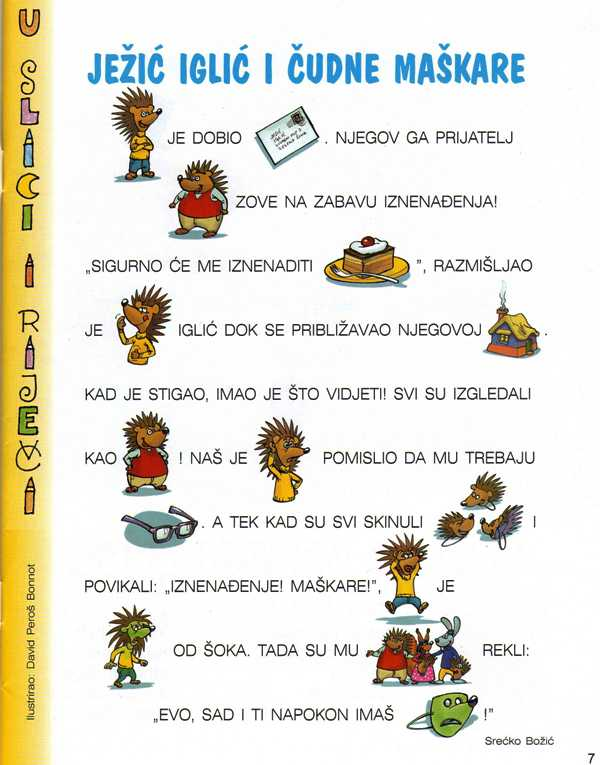 U SLICI I RIJEČI
JEŽIĆ IGLIĆ I ČUDNE MAŠKARE
JE DOBIO . NJEGOV GA PRIJATELJ
ZOVE NA ZABAVU IZNENAĐENJA!
„SIGURNO ĆE ME IZNENADITI ”, RAZMIŠLJAO
JE IGLIĆ DOK SE PRIBLIŽAVAO NJEGOVOJ .
KAD JE STIGAO, IMAO JE ŠTO VIDJETI! SVI SU IZGLEDALI
KAO ! NAŠ JE POMISLIO DA MU TREBAJU
. A TEK KAD SU SVI SKINULI I
POVIKALI: „IZNENAĐENJE! MAŠKARE!”, JE
OD ŠOKA. TADA SU MU REKLI:
„EVO, SAD I TI NAPOKON IMAŠ !”
Srećko Božić
Ilustrirao: David Peroš Bonnot
7